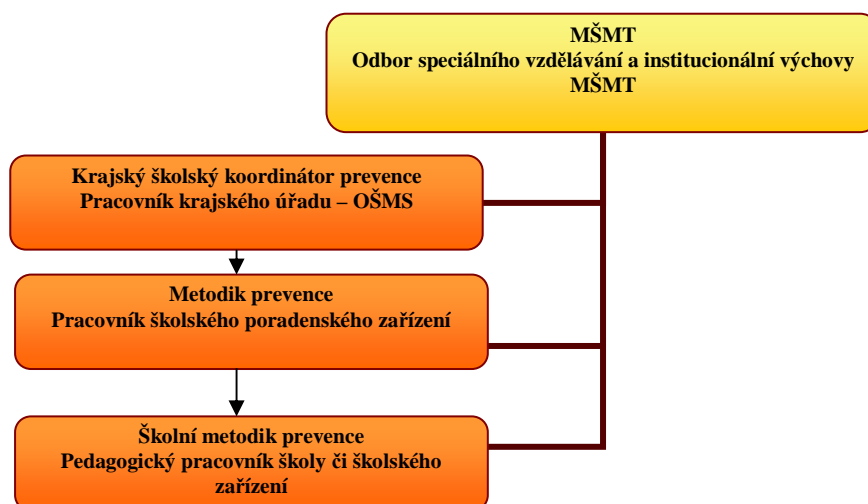 MŠMT
Odbor speciálního vzdělávání a institucionální výchovy
MŠMT
Krajský školský koordinátor prevence
Pracovník krajského úřadu – OŠMS
Metodik prevence
Pracovník školského poradenského zařízení
Školní metodik prevence
Pedagogický pracovník školy či školského
zařízení